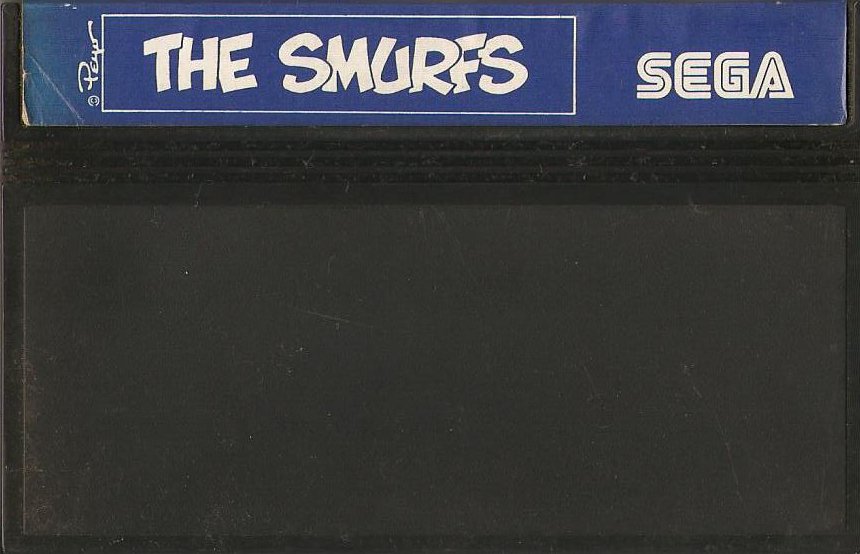 © Peyo
THE SMURFS
SEGA